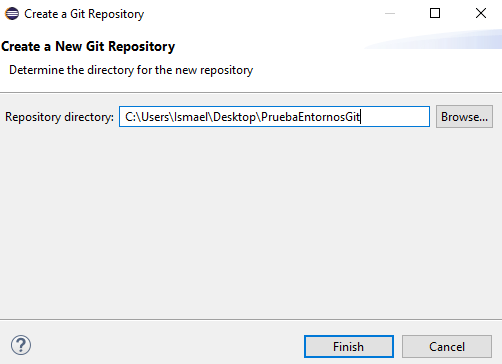 Create a Git Repository
Create a New Git Repository
Determine the directory for the new repository
Repository directory: C:\Users\Ismael\Desktop\PruebaEntornosGit Browse...
? Finish Cancel